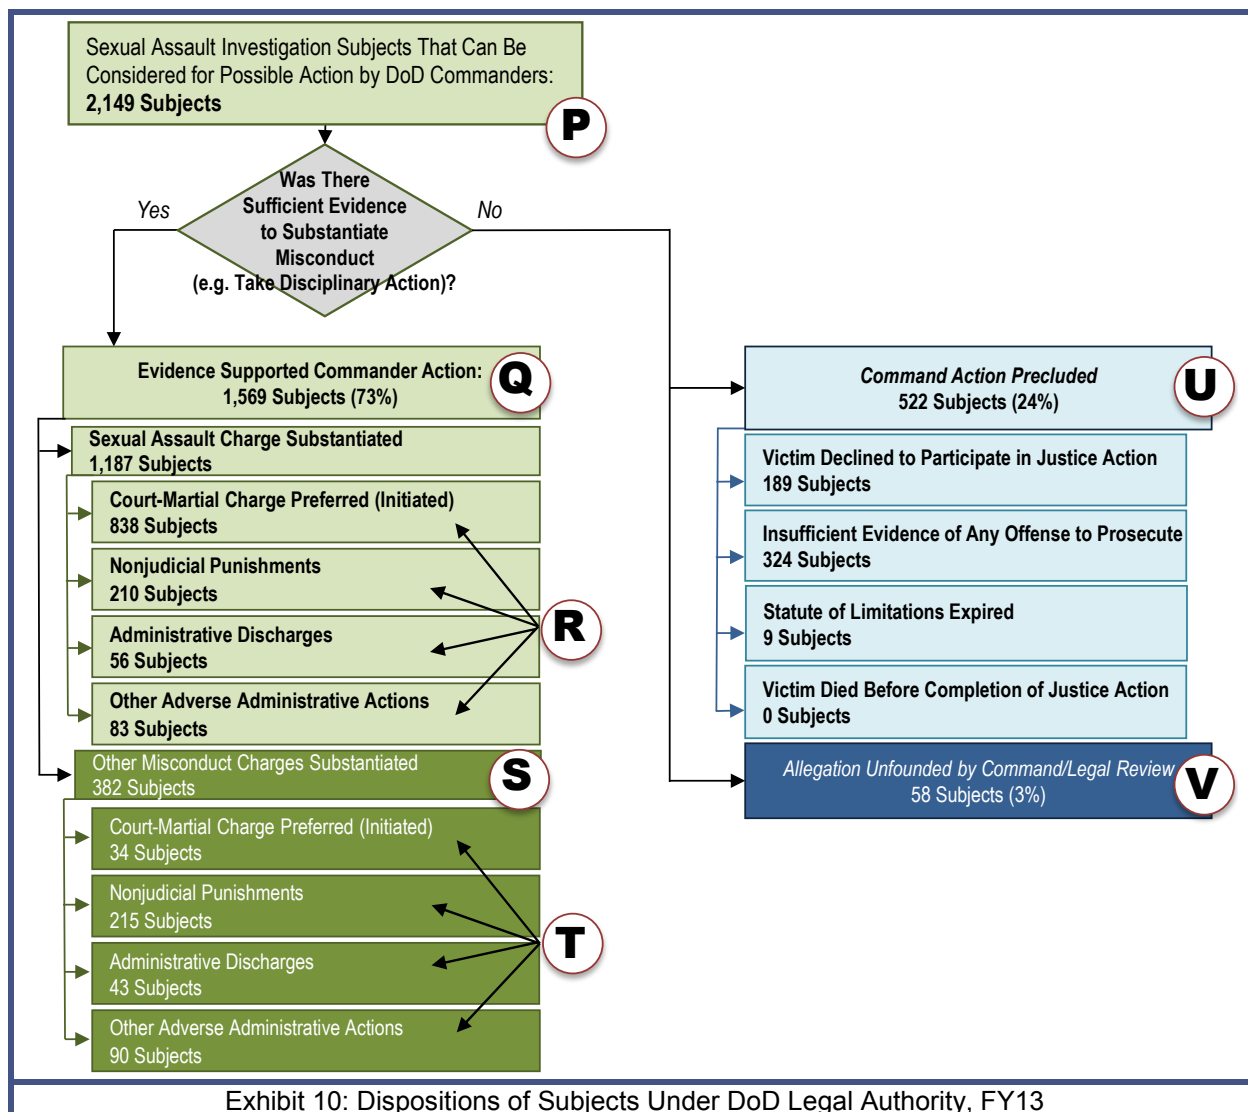 Sexual Assault Investigation Subjects That Can Be
Considered for Possible Action by DoD Commanders:
2,149 Subjects
P
Was There
Sufficient Evidence
to Substantiate
Misconduct
(e.g. Take Disciplinary Action)?
Yes
No
Evidence Supported Commander Action:
1,569 Subjects (73%)
Q
Sexual Assault Charge Substantiated
1,187 Subjects
Court-Martial Charge Preferred (Initiated)
838 Subjects
Nonjudicial Punishments
210 Subjects
Administrative Discharges
56 Subjects
Other Adverse Administrative Actions
83 Subjects
R
Other Misconduct Charges Substantiated
382 Subjects
S
Court-Martial Charge Preferred (Initiated)
34 Subjects
Nonjudicial Punishments
215 Subjects
Administrative Discharges
43 Subjects
Other Adverse Administrative Actions
90 Subjects
T
Command Action Precluded
522 Subjects (24%)
U
Victim Declined to Participate in Justice Action
189 Subjects
Insufficient Evidence of Any Offense to Prosecute
324 Subjects
Statute of Limitations Expired
9 Subjects
Victim Died Before Completion of Justice Action
0 Subjects
Allegation Unfounded by Command/Legal Review
58 Subjects (3%)
V
Exhibit 10: Dispositions of Subjects Under DoD Legal Authority, FY13